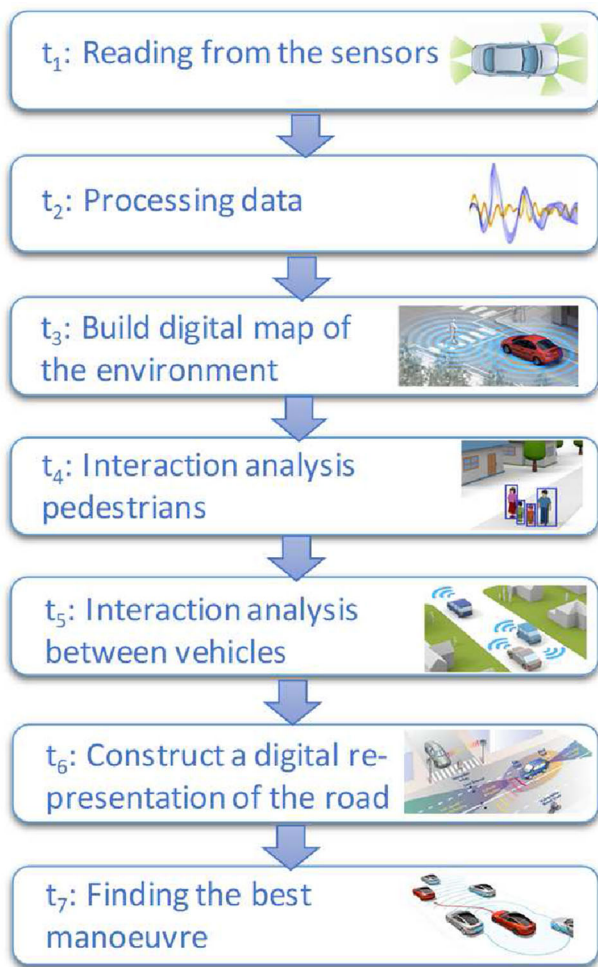 t₁: Reading from the sensors
t₂: Processing data
t₃: Build digital map of
the environment
t₄: Interaction analysis
pedestrians
t₅: Interaction analysis
between vehicles
t₆: Construct a digital re-
presentation of the road
t₇: Finding the best
manoeuvre